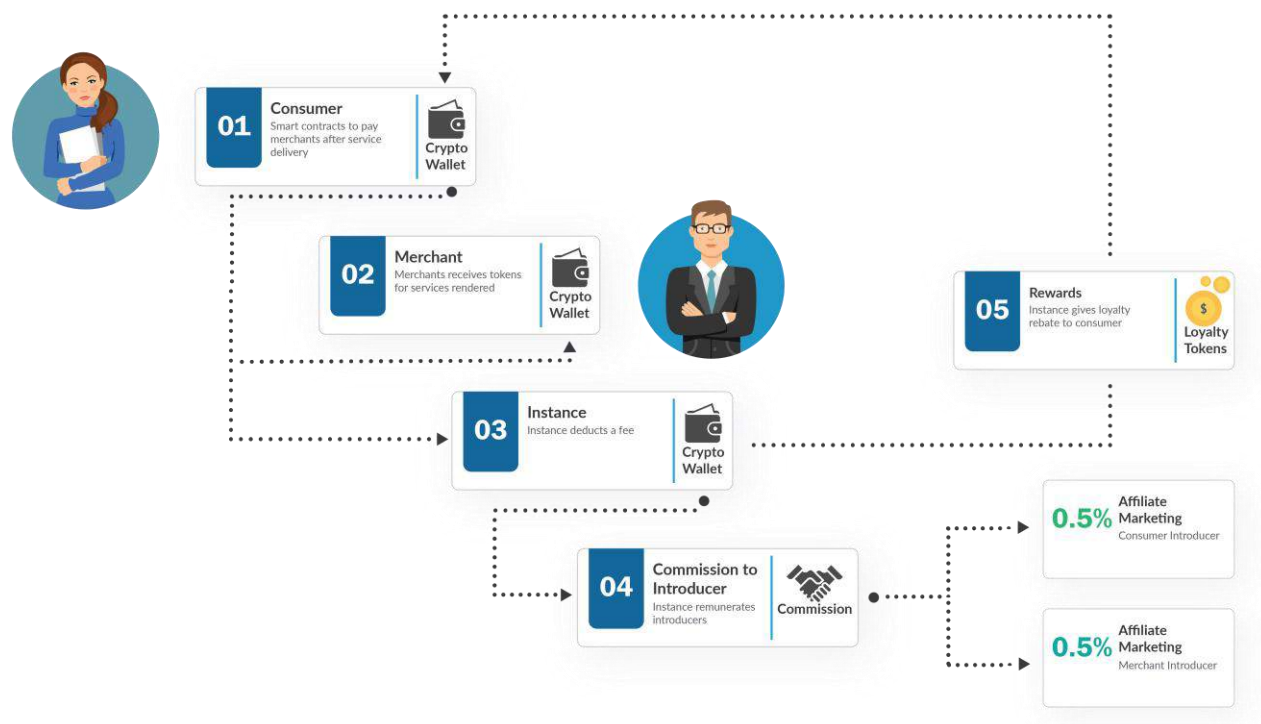 01
Consumer
Smart contracts to pay
merchants after service
delivery
Crypto
Wallet
02
Merchant
Merchants receives tokens
for services rendered
Crypto
Wallet
05
Rewards
Instance gives loyalty
rebate to consumer
$
Loyalty
Tokens
03
Instance
Instance deducts a fee
Crypto
Wallet
04
Commission to
Introducer
Instance remunerates
introducers
Commission
0.5%
Affiliate
Marketing
Consumer Introducer
0.5%
Affiliate
Marketing
Merchant Introducer